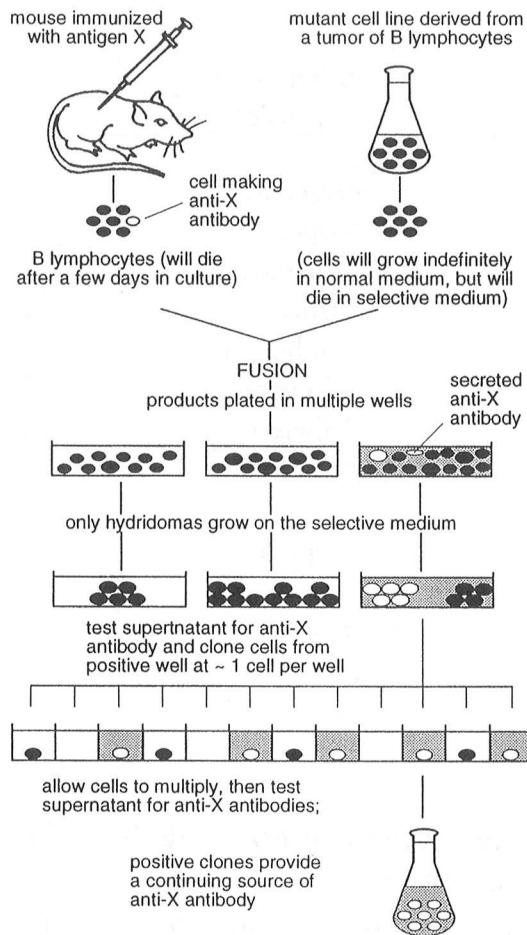 mouse immunized
with antigen X
mutant cell line derived from
a tumor of B lymphocytes
cell making
anti-X
antibody
B lymphocytes (will die
after a few days in culture)
(cells will grow indefinitely
in normal medium, but will
die in selective medium)
FUSION
products plated in multiple wells
secreted
anti-X
antibody
only hydridomas grow on the selective medium
test supertnatant for anti-X
antibody and clone cells from
positive well at ~ 1 cell per well
allow cells to multiply, then test
supernatant for anti-X antibodies;
positive clones provide
a continuing source of
anti-X antibody